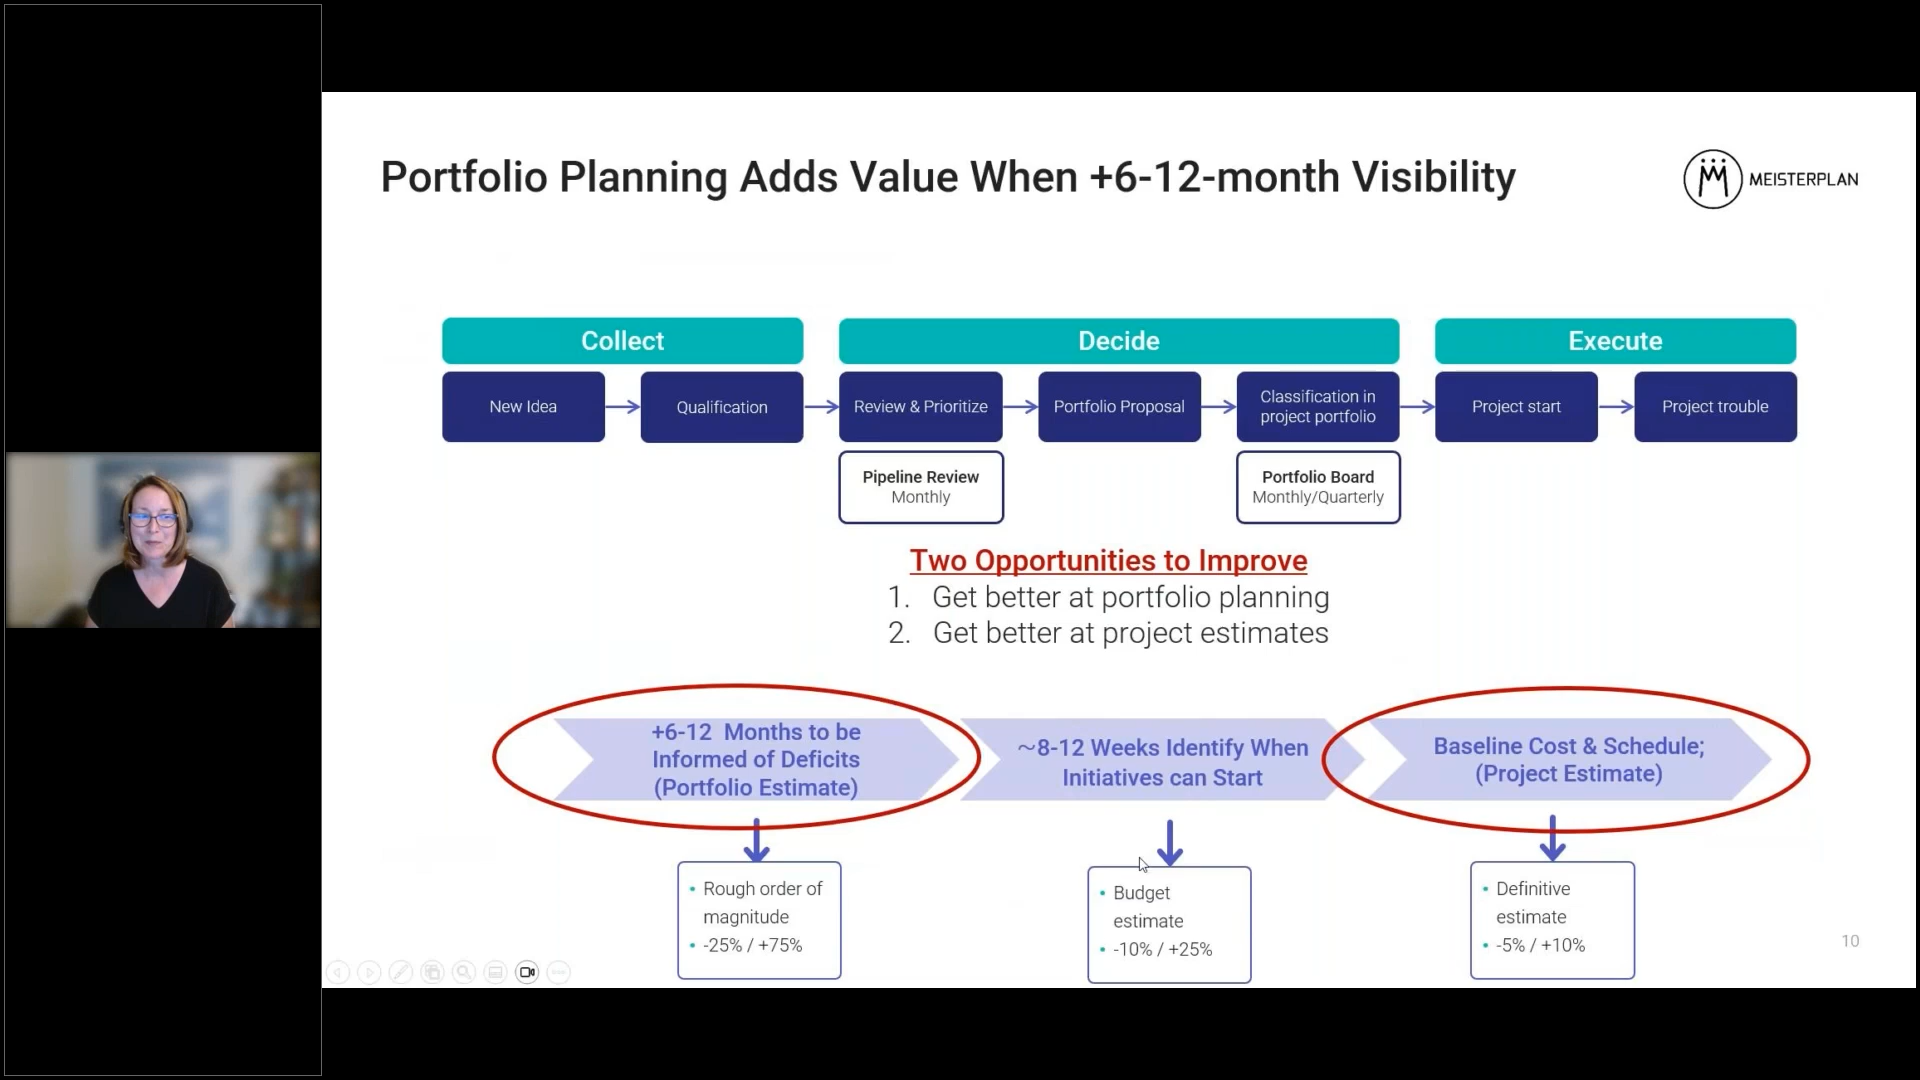 Portfolio Planning Adds Value When +6-12-month Visibility
MEISTERPLAN
Collect
Decide
Execute
New Idea
Qualification
Review & Prioritize
Portfolio Proposal
Classification in
project portfolio
Project start
Project trouble
Pipeline Review
Monthly
Portfolio Board
Monthly/Quarterly
Two Opportunities to Improve
1. Get better at portfolio planning
2. Get better at project estimates
+6-12 Months to be
Informed of Deficits
(Portfolio Estimate)
~8-12 Weeks Identify When
Initiatives can Start
Baseline Cost & Schedule;
(Project Estimate)
• Rough order of
magnitude
• -25% / +75%
• Budget
estimate
• -10% / +25%
• Definitive
estimate
• -5% / +10%
10